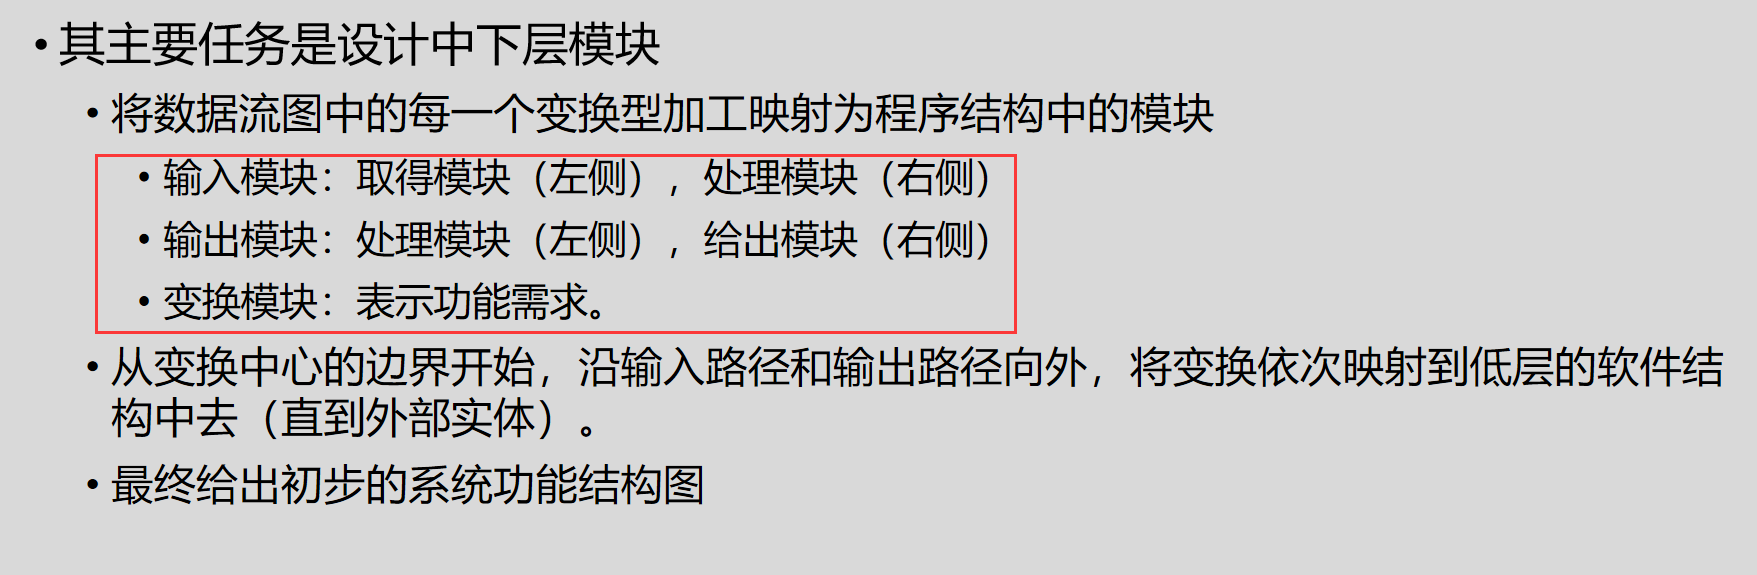 • 其主要任务是设计中下层模块
• 将数据流图中的每一个变换型加工映射为程序结构中的模块
• 输入模块：取得模块（左侧），处理模块（右侧）
• 输出模块：处理模块（左侧），给出模块（右侧）
• 变换模块：表示功能需求。
• 从变换中心的边界开始，沿输入路径和输出路径向外，将变换依次映射到低层的软件结
构中去（直到外部实体）。
• 最终给出初步的系统功能结构图